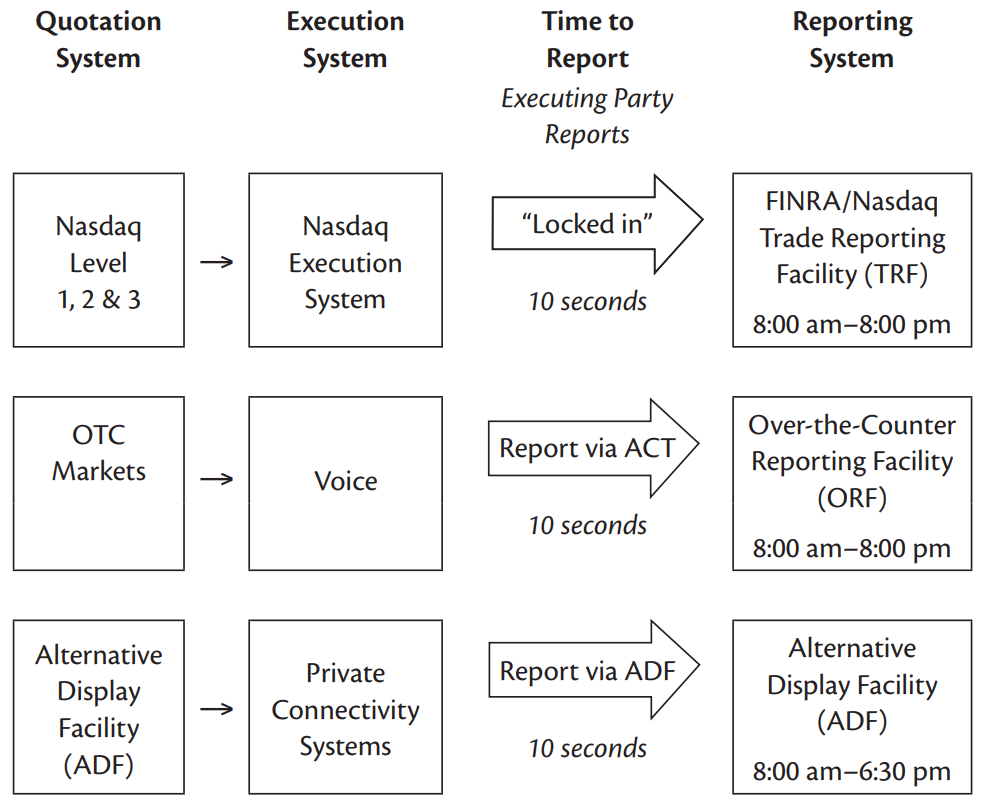 Quotation
System
Execution
System
Time to
Report
Executing Party
Reports
Reporting
System
Nasdaq
Level
1, 2 & 3
Nasdaq
Execution
System
“Locked in”
10 seconds
FINRA/Nasdaq
Trade Reporting
Facility (TRF)
8:00 am–8:00 pm
OTC
Markets
Voice
Report via ACT
10 seconds
Over-the-Counter
Reporting Facility
(ORF)
8:00 am–8:00 pm
Alternative
Display
Facility
(ADF)
Private
Connectivity
Systems
Report via ADF
10 seconds
Alternative
Display Facility
(ADF)
8:00 am–6:30 pm